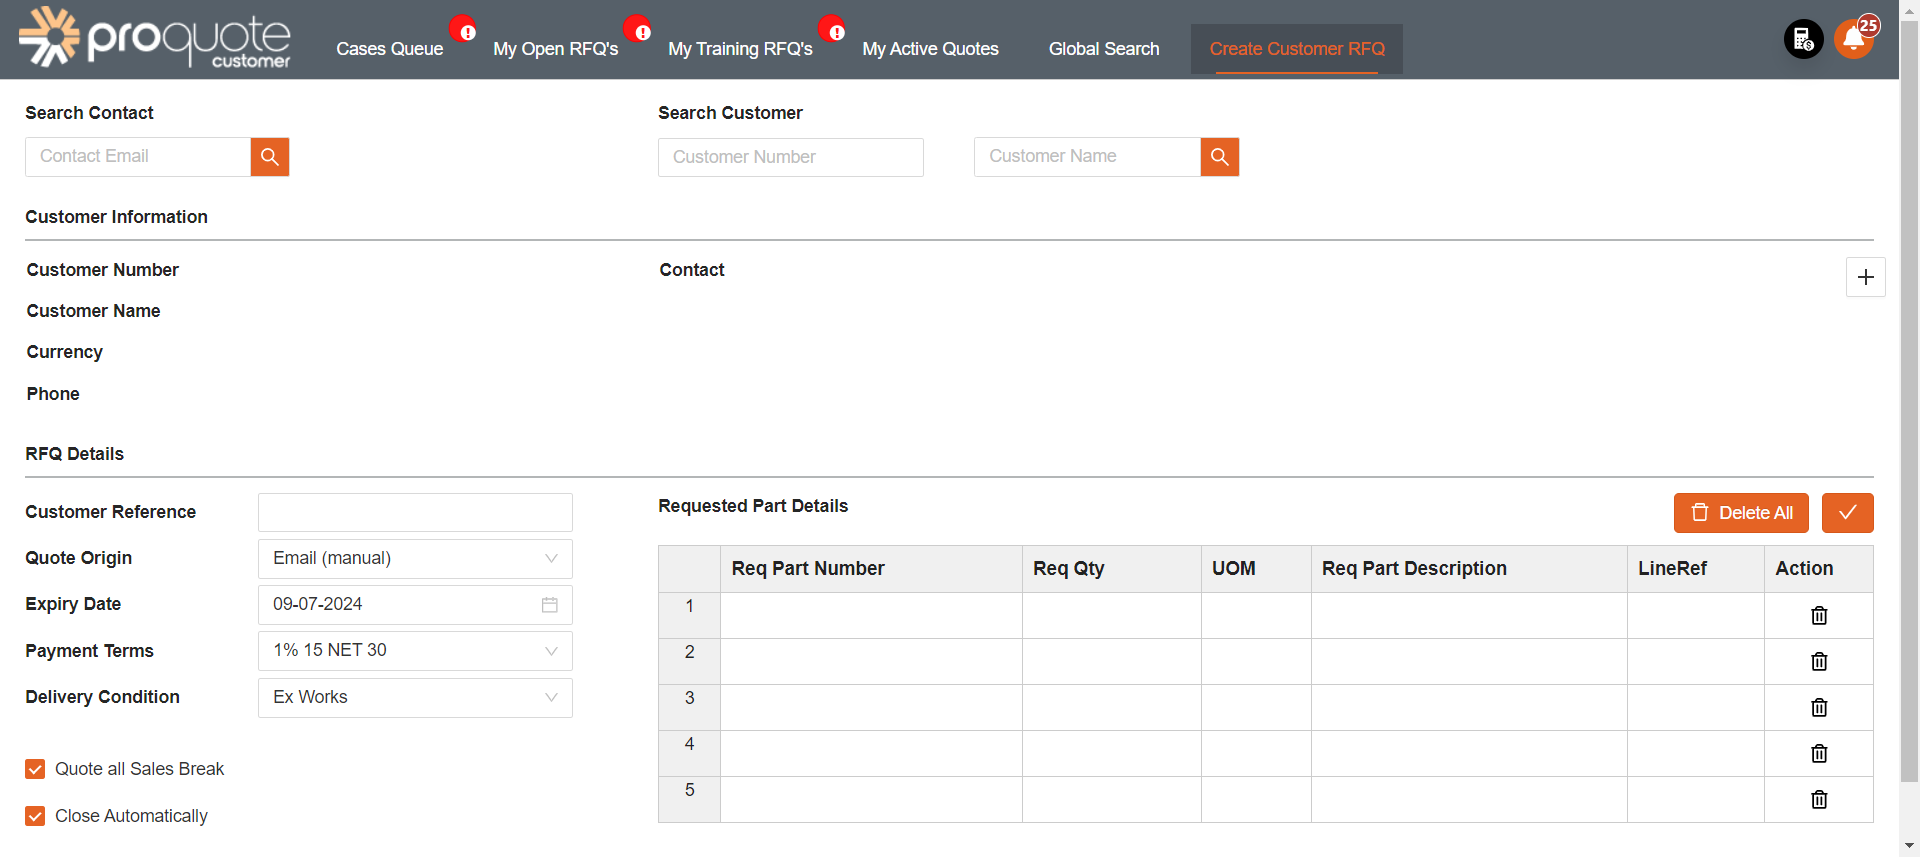 proquote
customer
Cases Queue
My Open RFQ's
My Training RFQ's
My Active Quotes
Global Search
Create Customer RFQ
25
Search Contact
Search Customer
Contact Email
Customer Number
Customer Name
Customer Information
Customer Number
Contact
Customer Name
Currency
Phone
RFQ Details
Customer Reference
Quote Origin
Email (manual)
Expiry Date
09-07-2024
Payment Terms
1% 15 NET 30
Delivery Condition
Ex Works
Quote all Sales Break
Close Automatically
Requested Part Details
Delete All
Req Part Number
Req Qty
UOM
Req Part Description
LineRef
Action
1
2
3
4
5